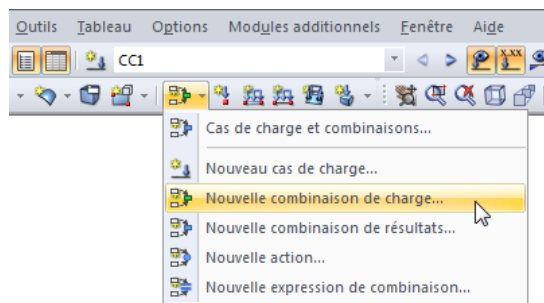 Outils Tableau Options Modules additionnels Fenêtre Aide
CC1 x.xx
Cas de charge et combinaisons...
Nouveau cas de charge...
Nouvelle combinaison de charge...
Nouvelle combinaison de résultats...
Nouvelle action...
Nouvelle expression de combinaison...